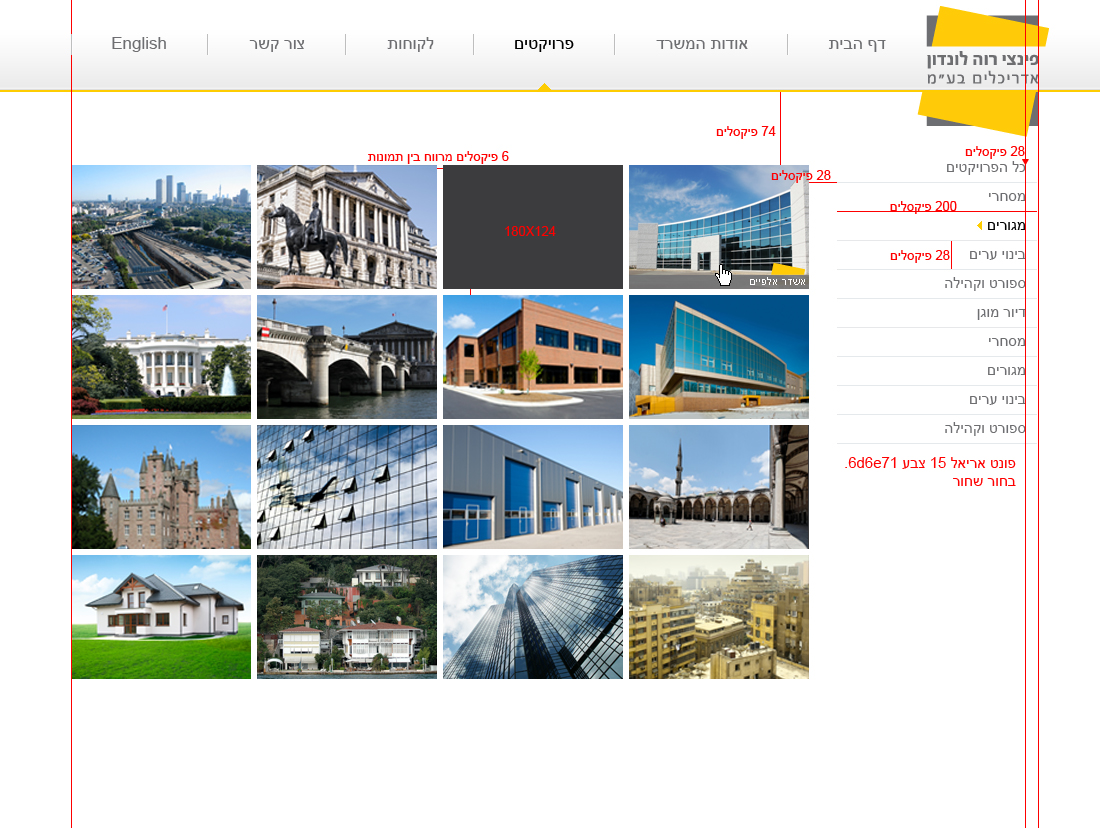 דף הבית
אודות המשרד
פרויקטים
לקוחות
צור קשר
English
פינצי רוה לונדון
אדריכלים בע״מ
74 פיקסלים
28 פיקסלים
6 פיקסלים מרווח בין תמונות
28 פיקסלים
כל הפרויקטים
מסחרי
200 פיקסלים
מגורים
28 פיקסלים
בינוי ערים
ספורט וקהילה
דיור מוגן
מסחרי
מגורים
בינוי ערים
ספורט וקהילה
פונט אריאל 15 צבע 6d6e71.
בחור שחור
180X124
אשדר אלפיים